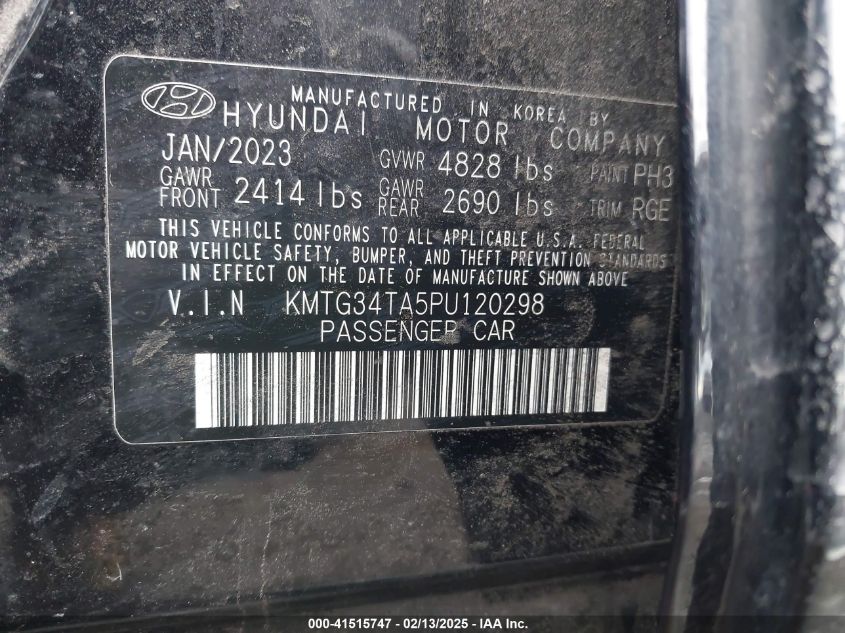 MANUFACTURED IN KOREA BY
HYUNDAI MOTOR COMPANY
JAN/2023 GVWR 4828 lbs PAINT PH3
GAWR FRONT 2414 lbs GAWR REAR 2690 lbs TRIM RGE
THIS VEHICLE CONFORMS TO ALL APPLICABLE U.S.A. FEDERAL
MOTOR VEHICLE SAFETY, BUMPER, AND THEFT PREVENTION STANDARDS
IN EFFECT ON THE DATE OF MANUFACTURE SHOWN ABOVE
V.I.N KMTG34TA5PU120298
PASSENGER CAR
000-41515747 - 02/13/2025 - IAA Inc.